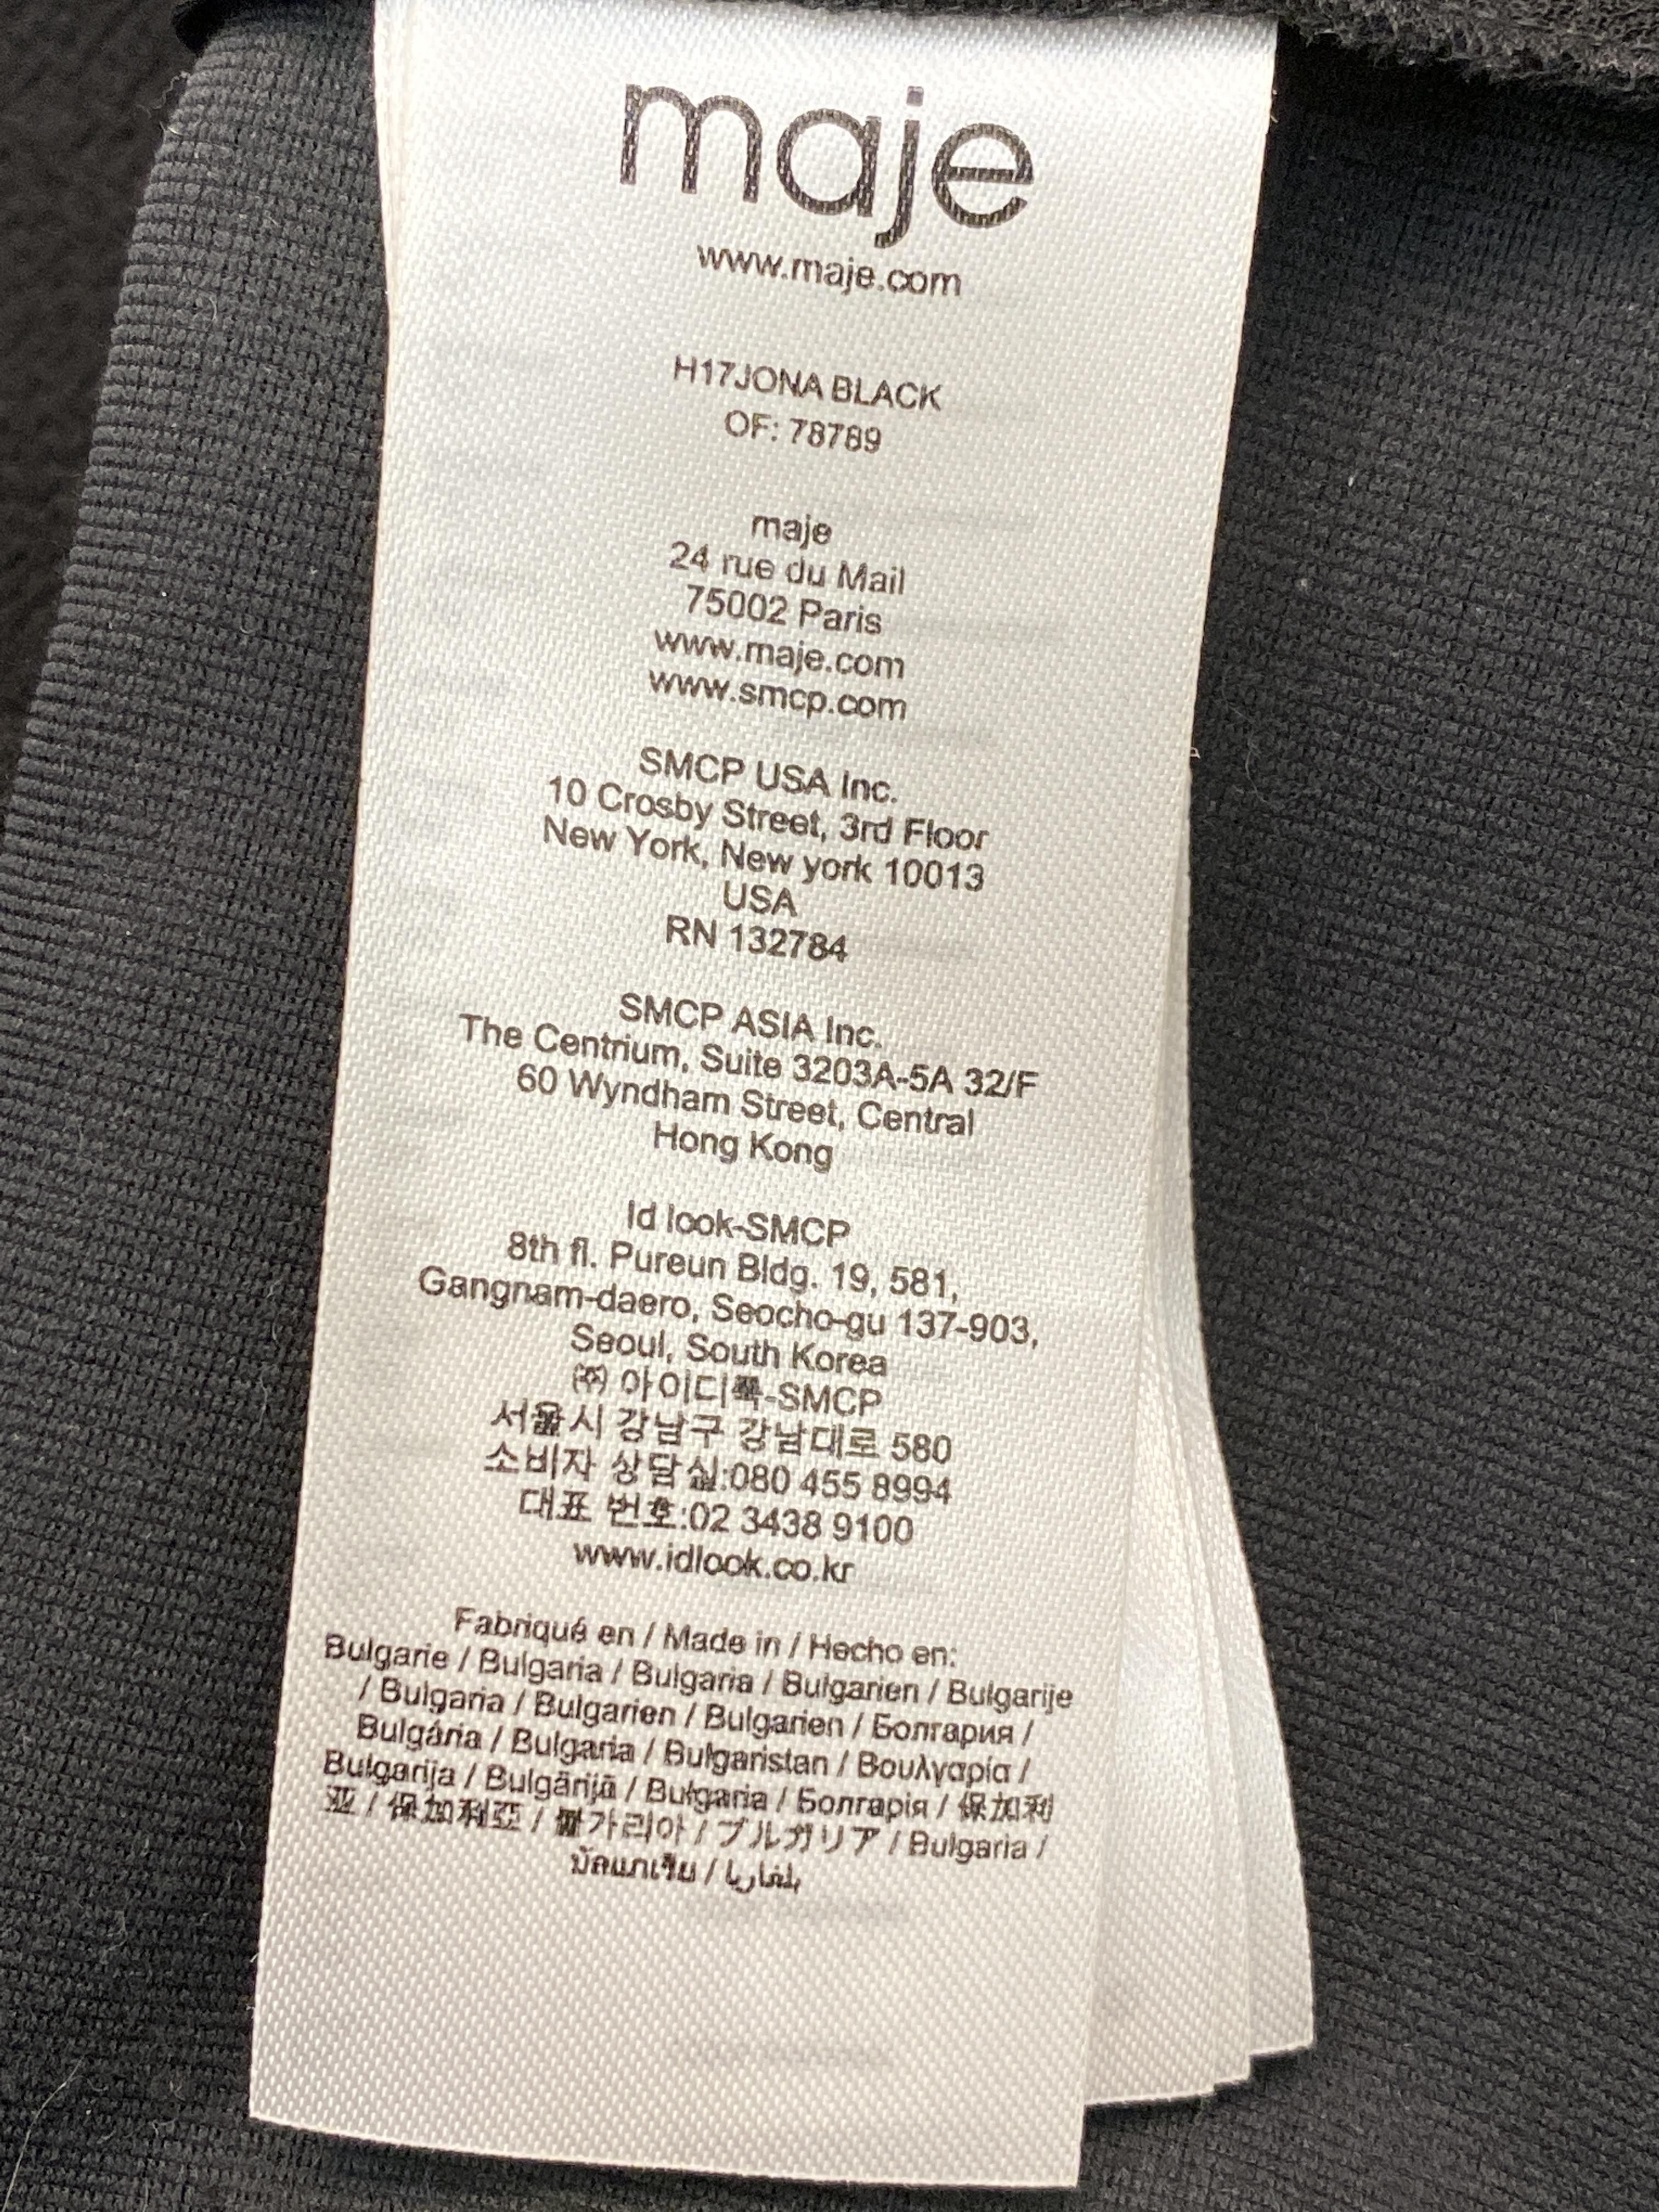 maje
www.maje.com
H17JONA BLACK
OF: 78789
maje
24 rue du Mail
75002 Paris
www.maje.com
www.smcp.com
SMCP USA Inc.
10 Crosby Street, 3rd Floor
New York, New york 10013
USA
RN 132784
SMCP ASIA Inc.
The Centrium, Suite 3203A-5A 32/F
60 Wyndham Street, Central
Hong Kong
Id look-SMCP
8th fl. Pureun Bldg. 19, 581,
Gangnam-daero, Seocho-gu 137-903,
Seoul, South Korea
㈜ 아이디룩-SMCP
서울시 강남구 강남대로 580
소비자 상담실:080 455 8994
대표 번호:02 3438 9100
www.idlook.co.kr
Fabriqué en / Made in / Hecho en:
Bulgarie / Bulgaria / Bulgaria / Bulgarien / Bulgarije
/ Bulgaria / Bulgarien / Bulgarien / Болгария /
Bulgária / Bulgaria / Bulgaristan / Βουλγαρία /
Bulgarija / Bulgārijā / Bulgaria / Болгарія / 保加利
亚 / 保加利亞 / 불가리아 / ブルガリア / Bulgaria /
บัลแกเรีย / بلغاريا